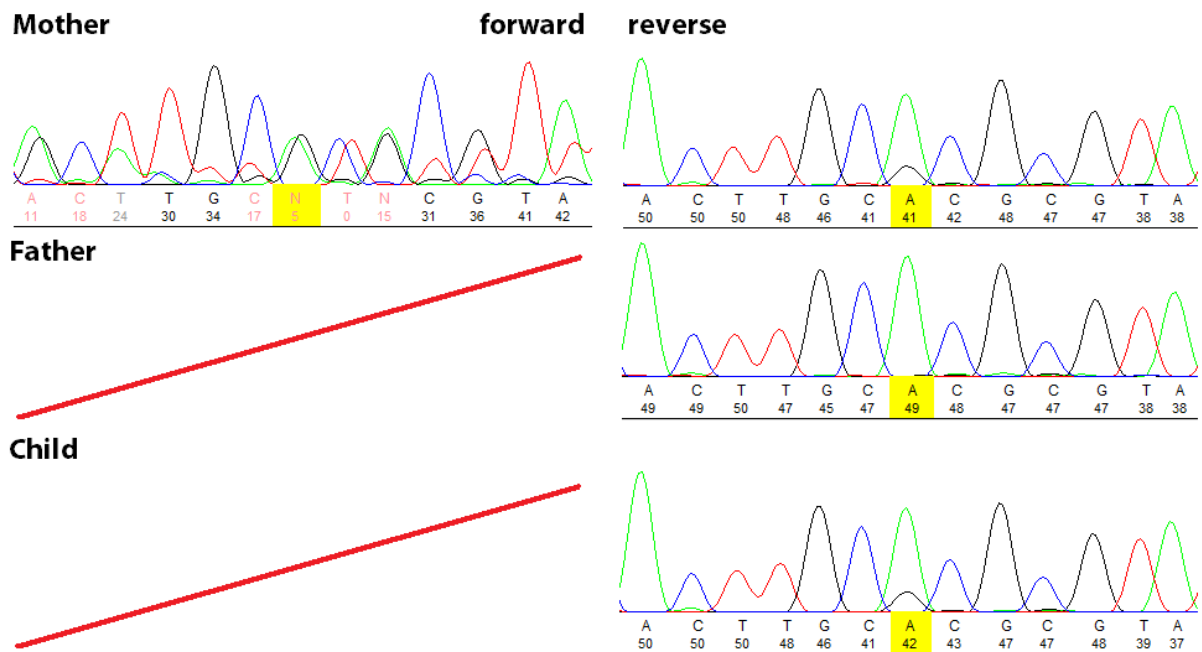 Mother forward reverse
A C T T G C N T N C G T A
11 18 24 30 34 17 5 0 15 31 36 41 42
A C T T G C A C G C G T A
50 50 50 48 46 41 41 42 48 47 47 38 38
Father
A C T T G C A C G C G T A
49 49 50 47 45 47 49 48 47 47 47 38 38
Child
A C T T G C A C G C G T A
50 50 50 48 46 41 42 43 47 47 48 39 37